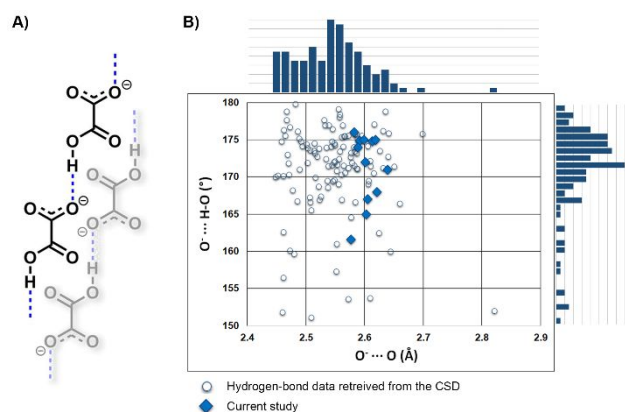 A)
B)
O
O⊖
O
O
H
H
O
O⊖
O
O
O
O
⊖O
O
H
H
O
O
O
O
⊖
180
175
170
165
160
155
150
O⁻ ··· H-O (°)
2.4
2.5
2.6
2.7
2.8
2.9
O⁻ ··· O (Å)
Hydrogen-bond data retreived from the CSD
Current study